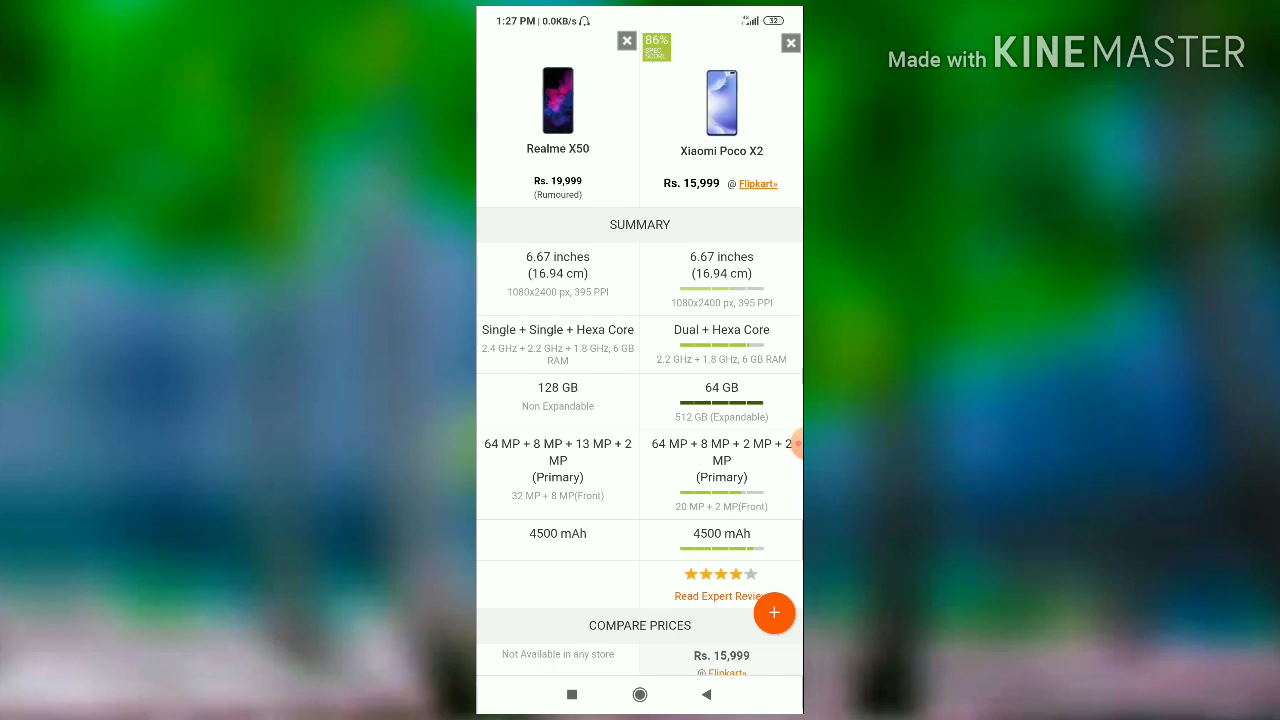 1:27 PM | 0.0KB/s
4G
32
Made with KINEMASTER
86%
SPEC
SCORE
Realme X50
Xiaomi Poco X2
Rs. 19,999
(Rumoured)
Rs. 15,999 @ Flipkart»
SUMMARY
6.67 inches
(16.94 cm)
1080x2400 px, 395 PPI
6.67 inches
(16.94 cm)
1080x2400 px, 395 PPI
Single + Single + Hexa Core
2.4 GHz + 2.2 GHz + 1.8 GHz, 6 GB
RAM
Dual + Hexa Core
2.2 GHz + 1.8 GHz, 6 GB RAM
128 GB
Non Expandable
64 GB
512 GB (Expandable)
64 MP + 8 MP + 13 MP + 2
MP
(Primary)
32 MP + 8 MP(Front)
64 MP + 8 MP + 2 MP + 2
MP
(Primary)
20 MP + 2 MP(Front)
4500 mAh
4500 mAh
Read Expert Review
COMPARE PRICES
Not Available in any store
Rs. 15,999
@ Flipkart»